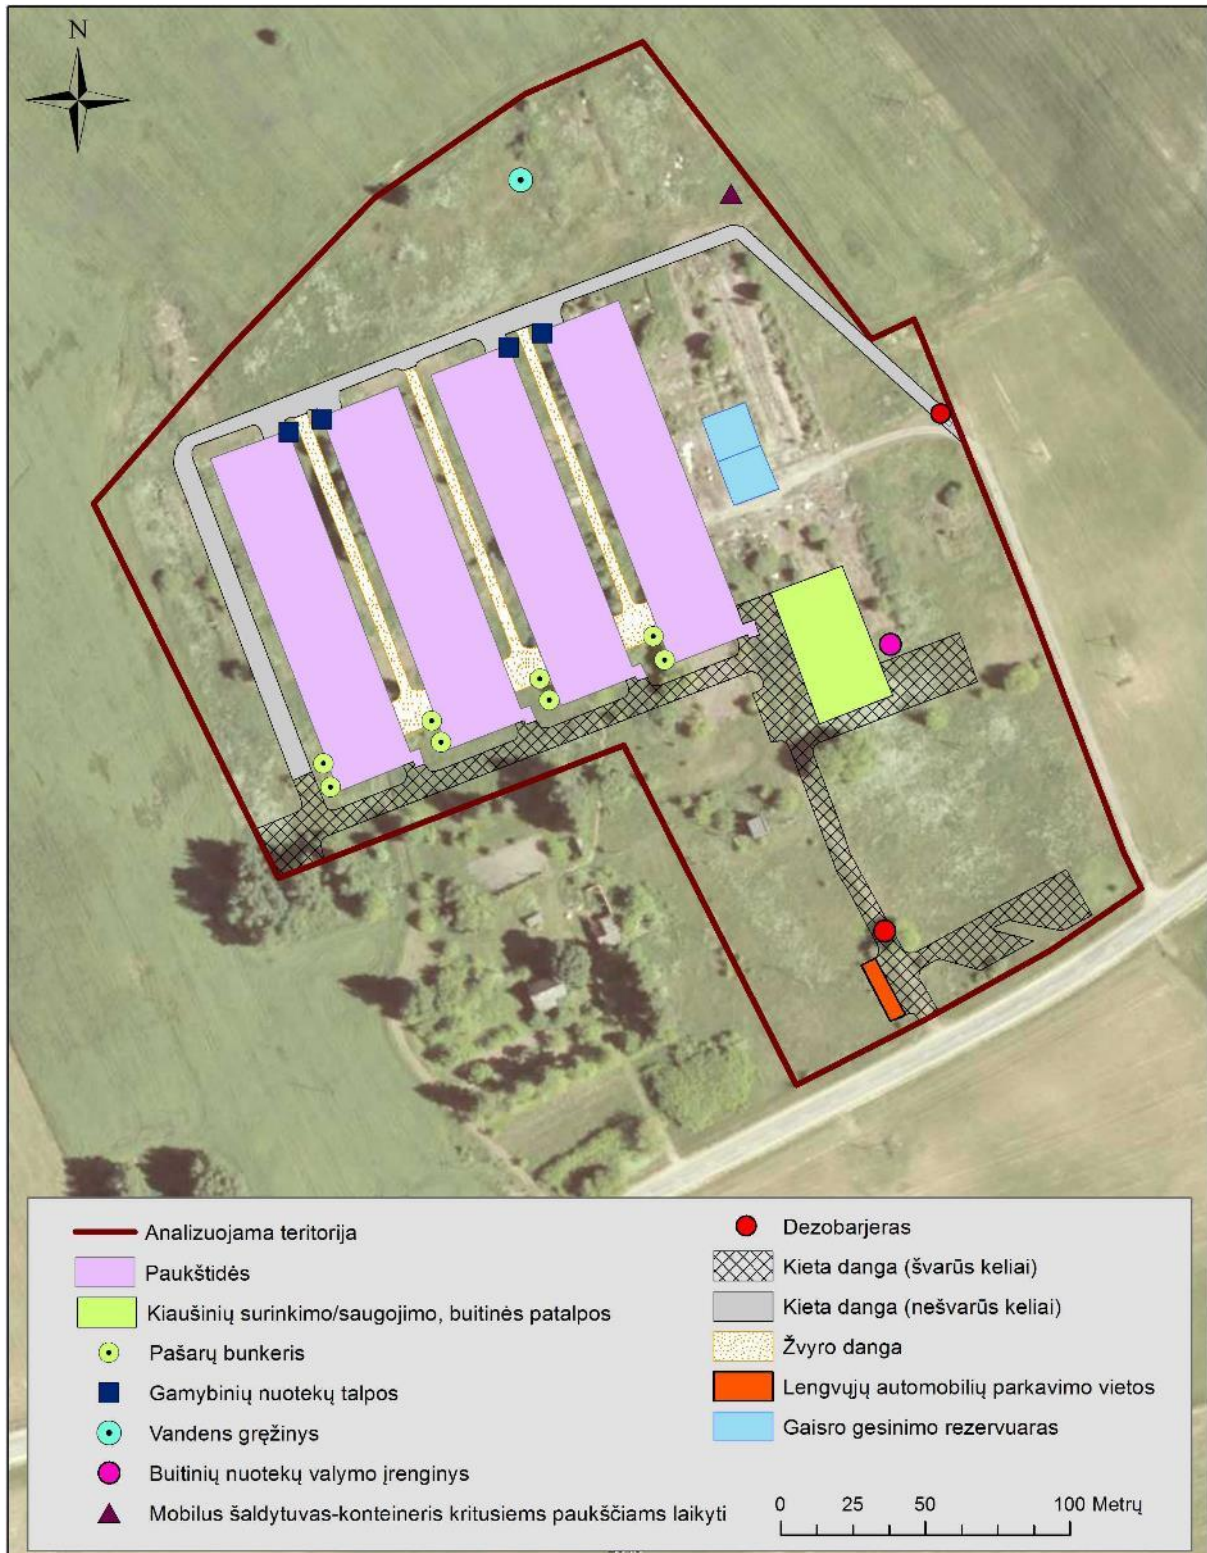 N
Analizuojama teritorija
Paukštidės
Kiaušinių surinkimo/saugojimo, buitinės patalpos
Pašarų bunkeris
Gamybinių nuotekų talpos
Vandens gręžinys
Buitinių nuotekų valymo įrenginys
Mobilus šaldytuvas-konteineris kritusiems paukščiams laikyti
Dezobarjeras
Kieta danga (švarūs keliai)
Kieta danga (nešvarūs keliai)
Žvyro danga
Lengvųjų automobilių parkavimo vietos
Gaisro gesinimo rezervuaras
0 25 50 100 Metrų